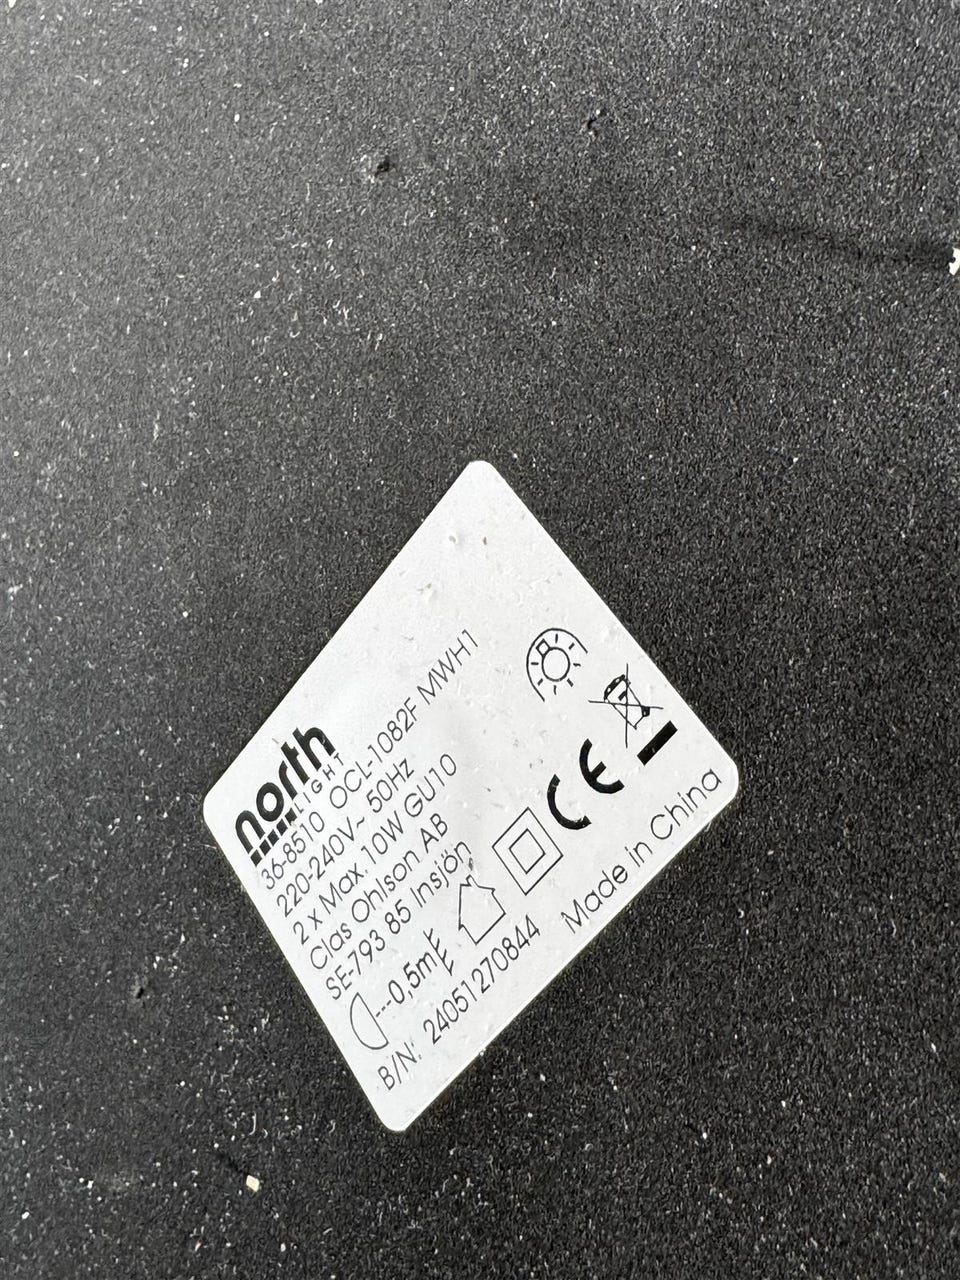 north
LIGHT
36-8510 OCL-1082F MWH1
220-240V~ 50Hz
2 x Max.10W GU10
Clas Ohlson AB
SE-793 85 Insjön
0,5m
CE
B/N: 24051270844
Made in China